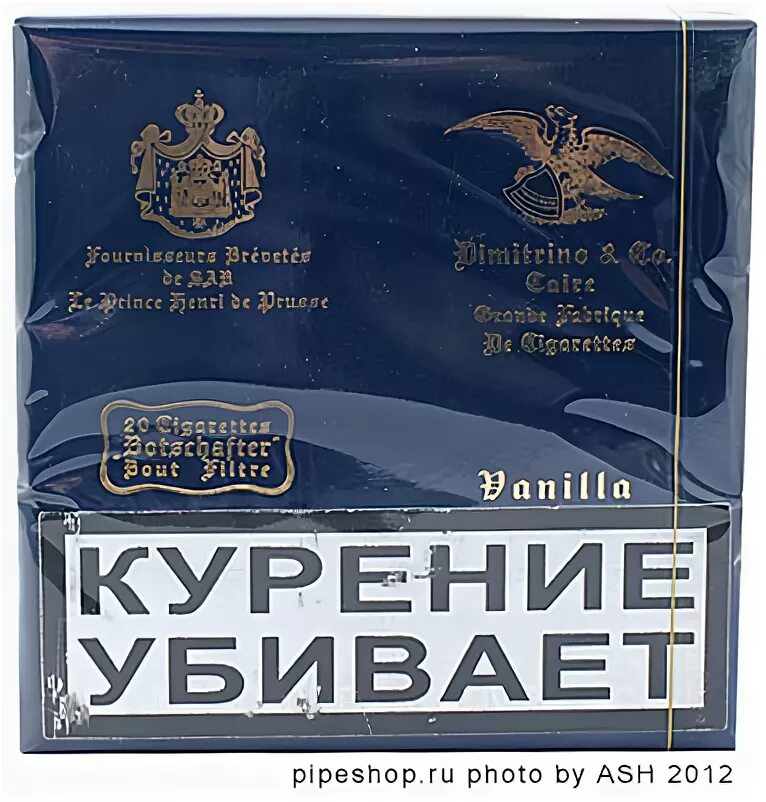 Fournisseurs Brévetés
de SAR
Le Prince Henri de Prusse
Dimitrino & Co.
Caire
Grande Fabrique
De Cigarettes
20 Cigarettes
„Botschafter“
Bout Filtre
Vanilla
КУРЕНИЕ
УБИВАЕТ
pipeshop.ru photo by ASH 2012